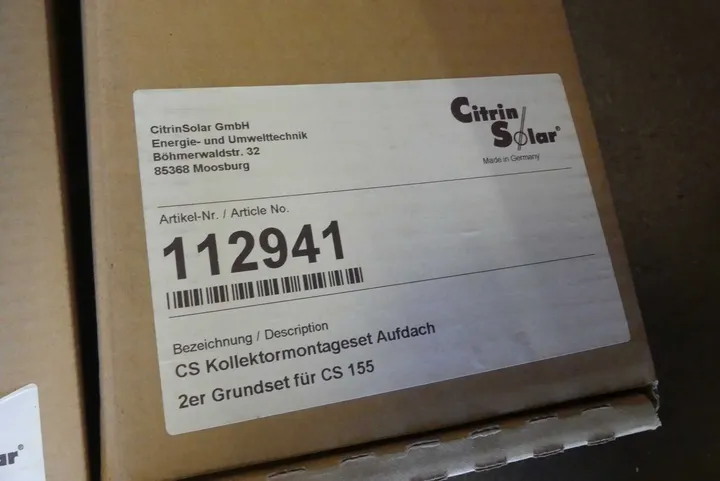 CitrinSolar GmbH
Energie- und Umwelttechnik
Böhmerwaldstr. 32
85368 Moosburg
Citrin
Solar®
Made in Germany
Artikel-Nr. / Article No.
112941
Bezeichnung / Description
CS Kollektormontageset Aufdach
2er Grundset für CS 155
ar®